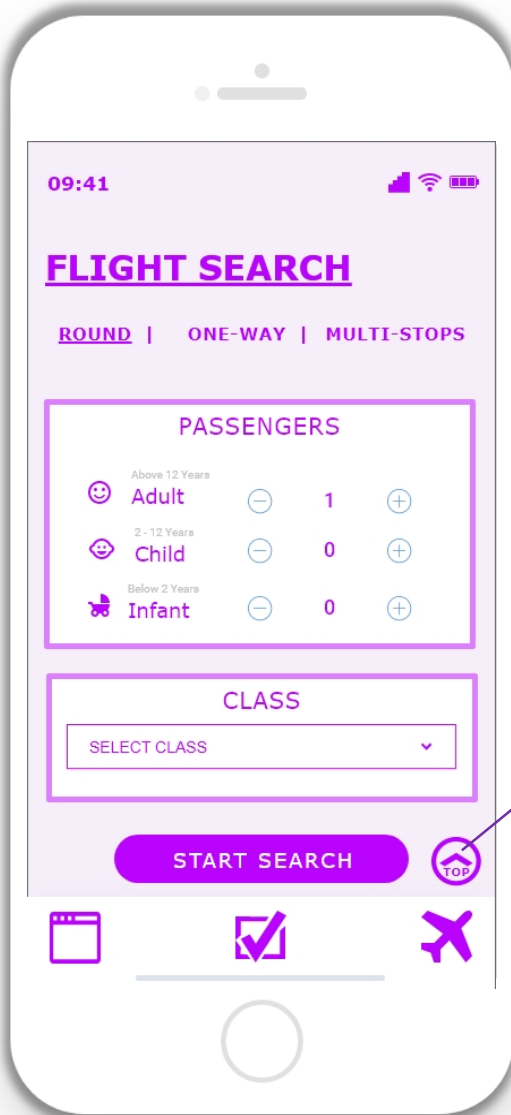 09:41
FLIGHT SEARCH
ROUND | ONE-WAY | MULTI-STOPS
PASSENGERS
Above 12 Years
Adult 1
2 - 12 Years
Child 0
Below 2 Years
Infant 0
CLASS
SELECT CLASS
START SEARCH
TOP